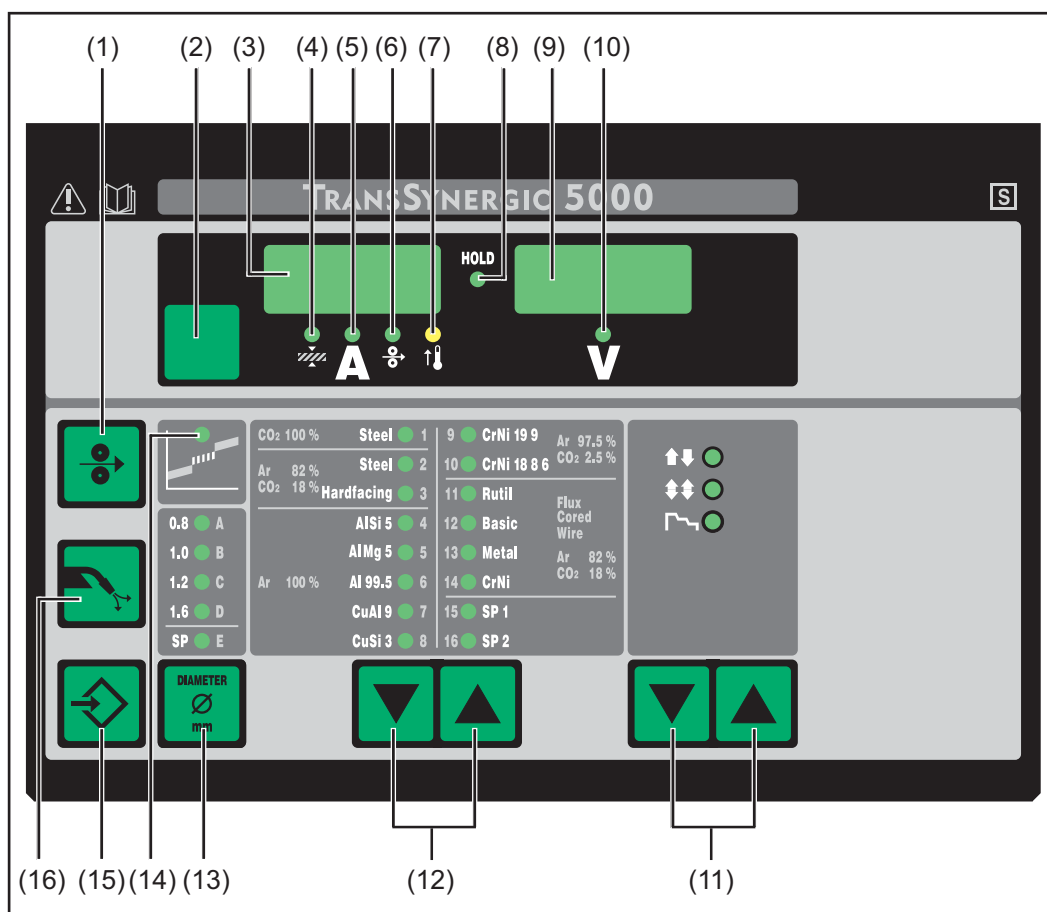 (1) (2) (3) (4) (5) (6) (7) (8) (9) (10)
TRANSSYNERGIC 5000
S
HOLD
A
V
CO2 100 % Steel 1
Ar 82 % CO2 18 %
Steel 2
Hardfacing 3
Ar 100 %
AlSi 5 4
AlMg 5 5
Al 99.5 6
CuAl 9 7
CuSi 3 8
9 CrNi 19 9
10 CrNi 18 8 6
Ar 97.5 %
CO2 2.5 %
11 Rutil
12 Basic
13 Metal
14 CrNi
Flux
Cored
Wire
Ar 82 %
CO2 18 %
15 SP 1
16 SP 2
0.8 A
1.0 B
1.2 C
1.6 D
SP E
DIAMETER
Ø
mm
(16) (15) (14) (13) (12) (11)